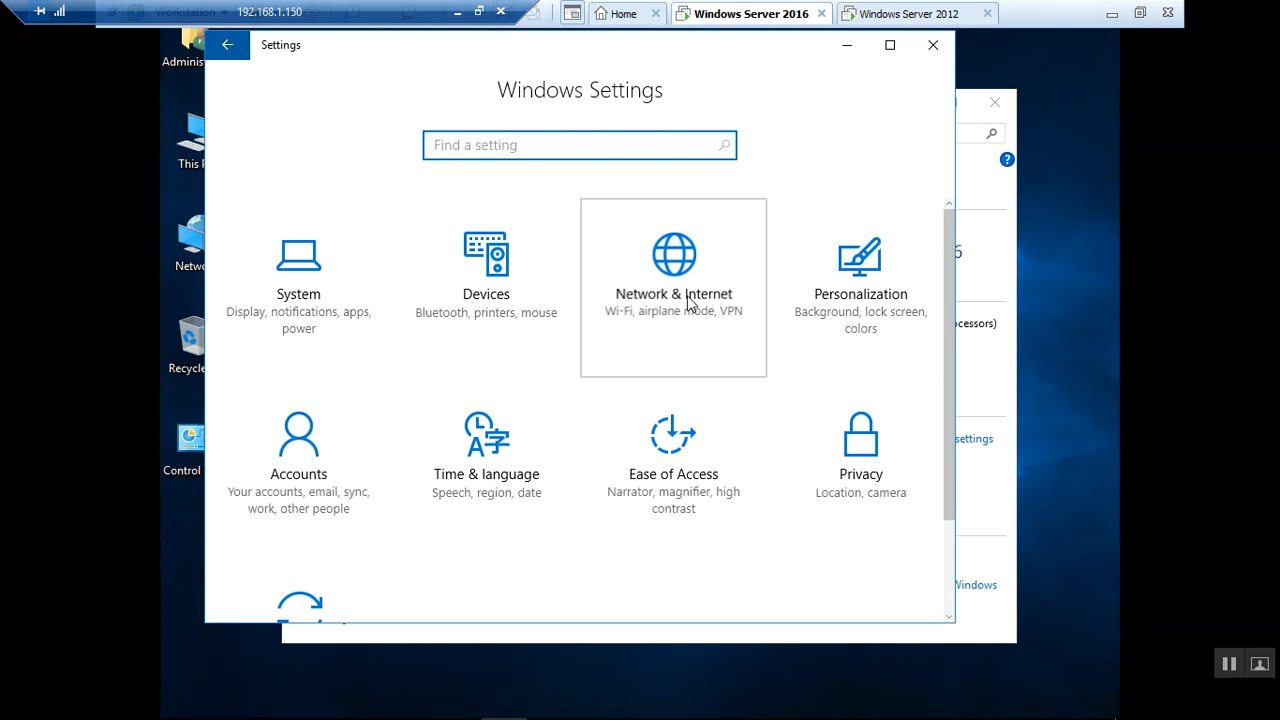 Workstation
192.168.1.150
Home
Windows Server 2016
Windows Server 2012
Adminis
This P
Netwo
Recycle
Control
Settings
Windows Settings
Find a setting
System
Display, notifications, apps,
power
Devices
Bluetooth, printers, mouse
Network & Internet
Wi-Fi, airplane mode, VPN
Personalization
Background, lock screen,
colors
Accounts
Your accounts, email, sync,
work, other people
Time & language
Speech, region, date
Ease of Access
Narrator, magnifier, high
contrast
Privacy
Location, camera
6
ocessors)
settings
Windows